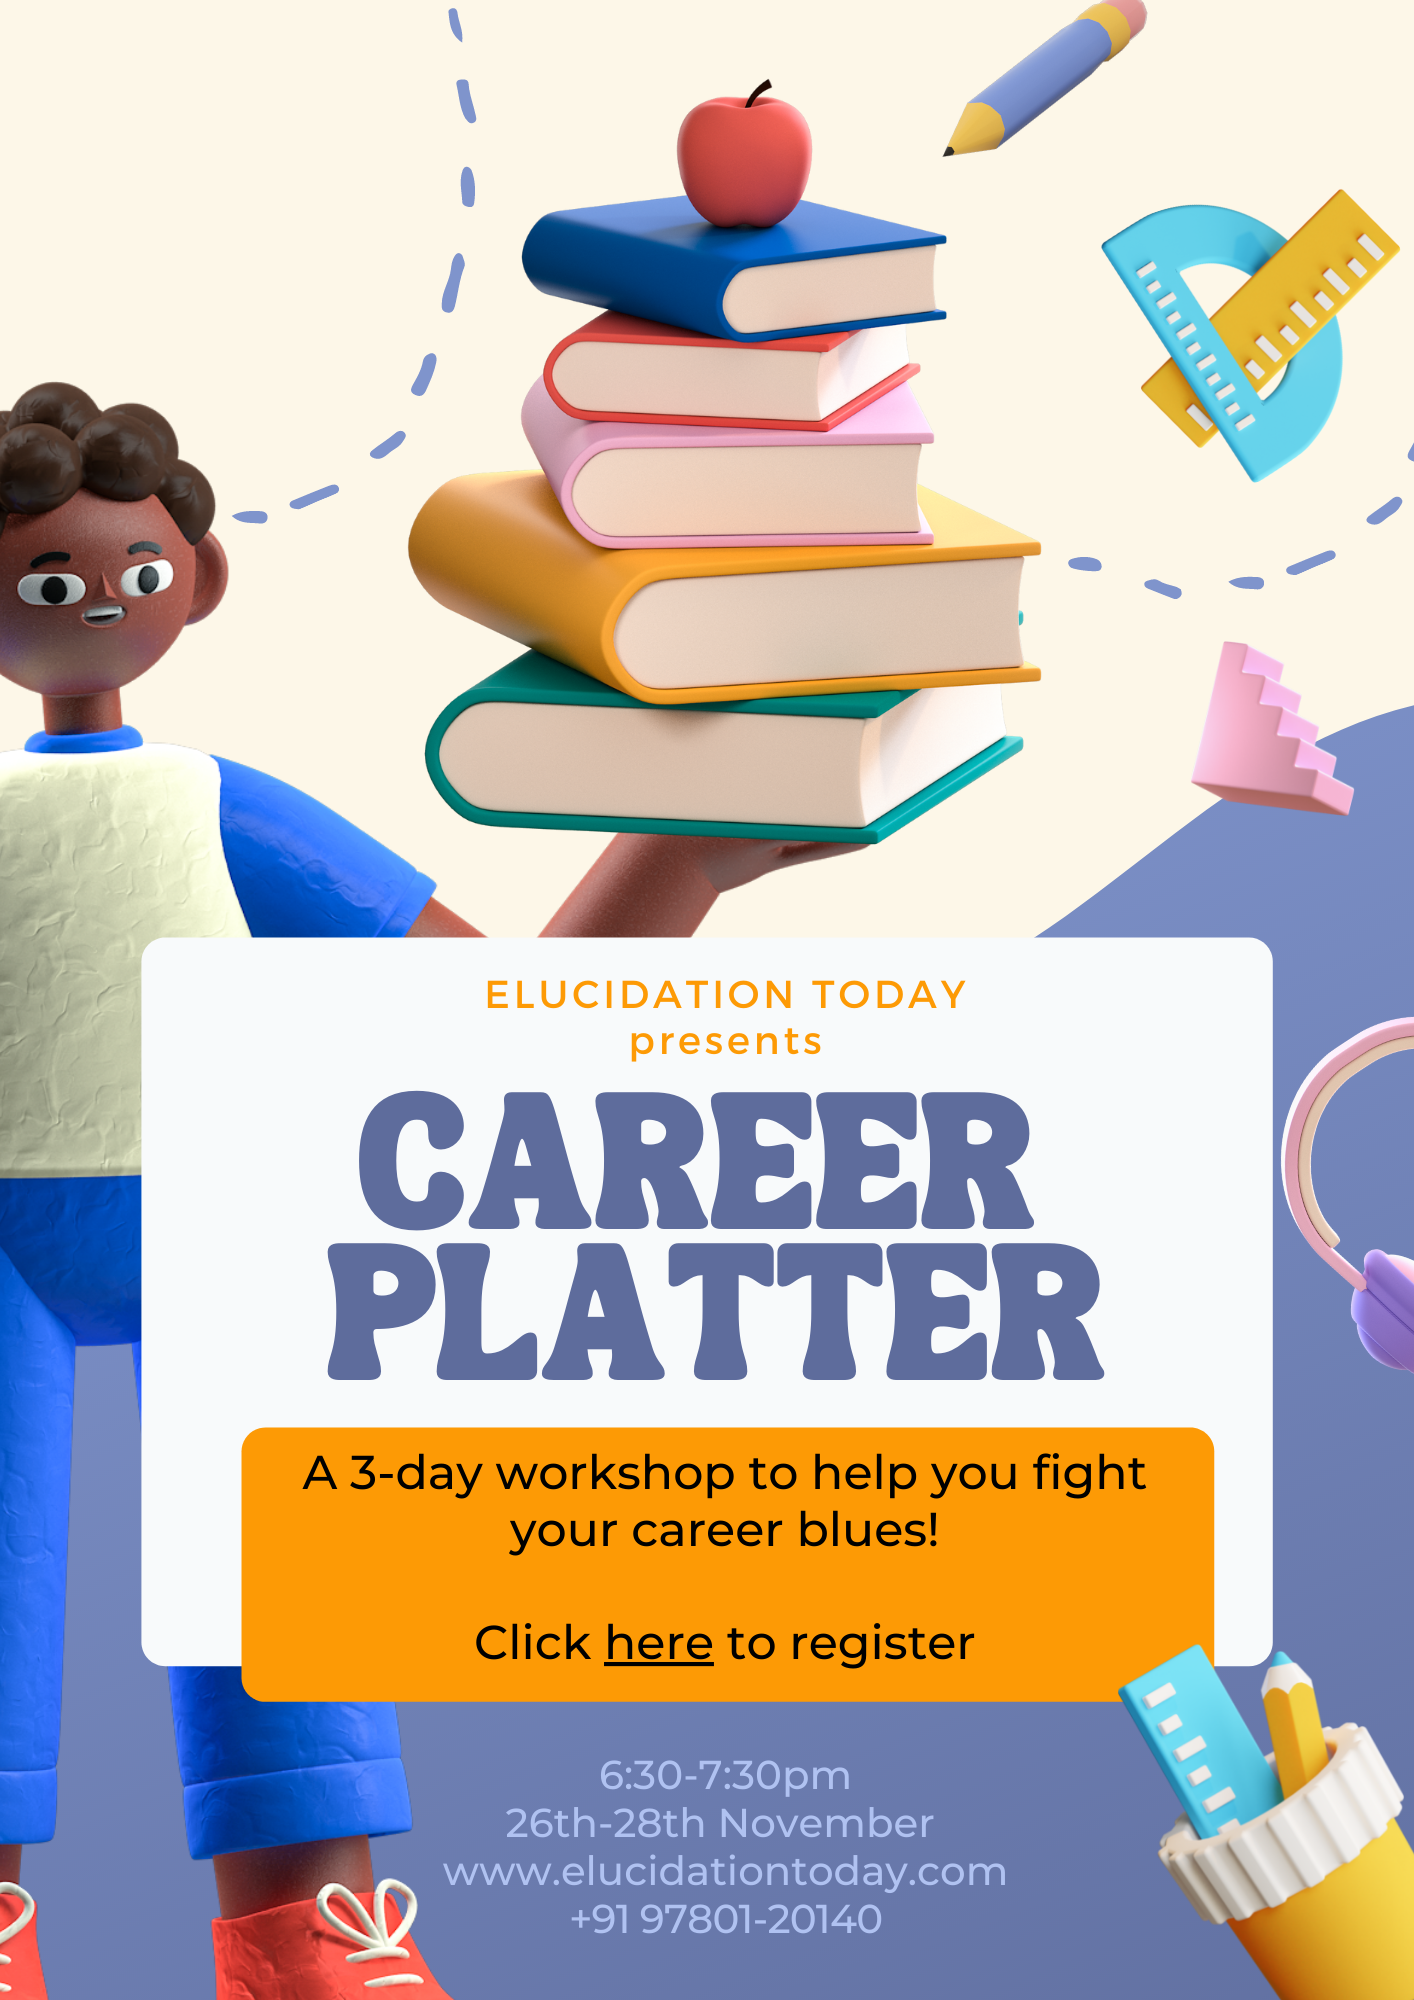 ELUCIDATION TODAY
presents
CAREER
PLATTER
A 3-day workshop to help you fight
your career blues!
Click here to register
6:30-7:30pm
26th-28th November
www.elucidationtoday.com
+91 97801-20140